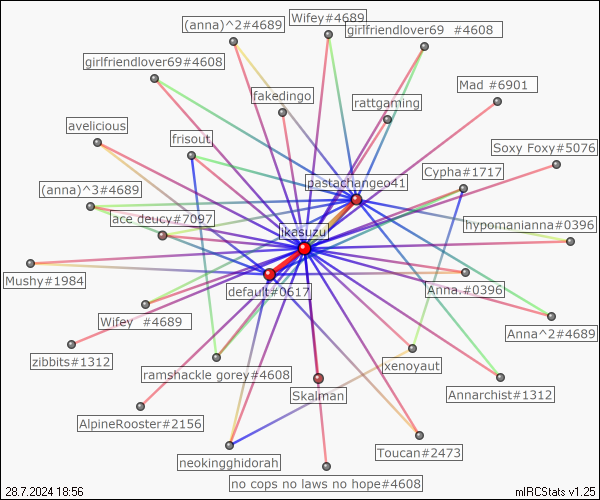 (anna)^2#4689
Wifey#4689
girlfriendlover69 #4608
girlfriendlover69#4608
fakedingo
rattgaming
Mad #6901
avelicious
frisout
Soxy Foxy#5076
Cypha#1717
pastachangeo41
(anna)^3#4689
ace deucy#7097
likasuzu
hypomanianna#0396
Mushy#1984
default#0617
Anna.#0396
Wifey #4689
Anna^2#4689
zibbits#1312
ramshackle gorey#4608
xenoyaut
Skalman
Annarchist#1312
AlpineRooster#2156
Toucan#2473
neokingghidorah
no cops no laws no hope#4608
28.7.2024 18:56
mIRCStats v1.25